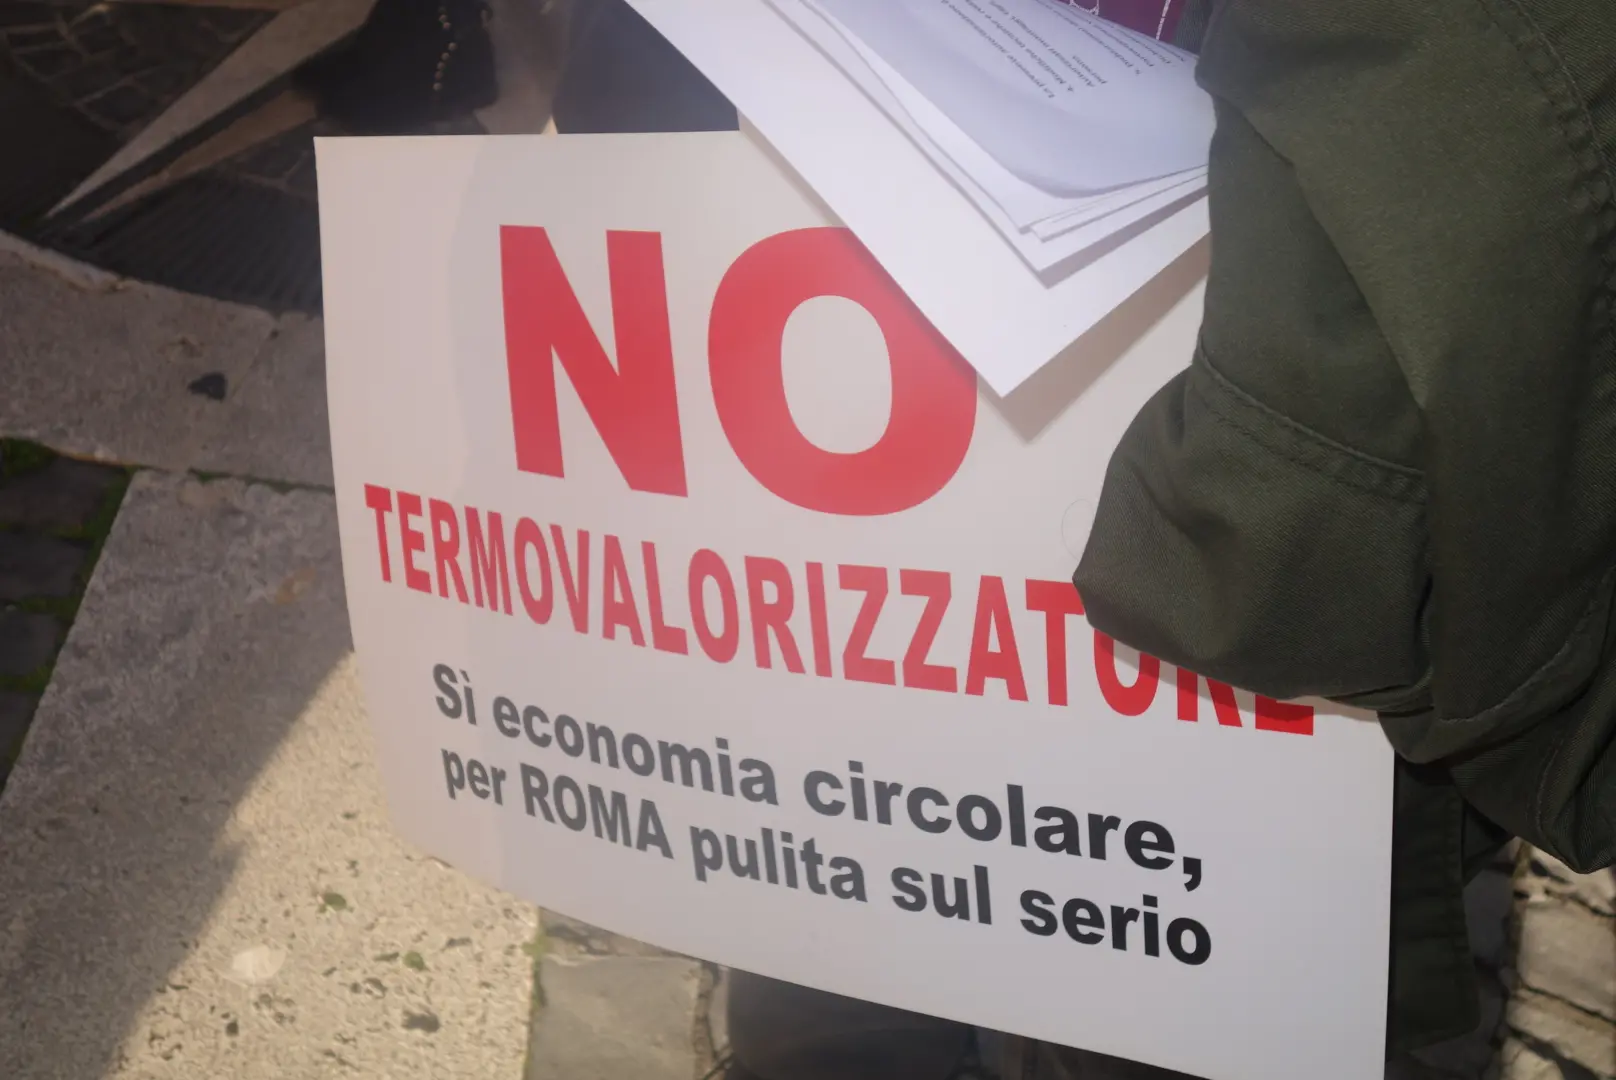 NO
TERMOVALORIZZATORE
Sì economia circolare,
per ROMA pulita sul serio